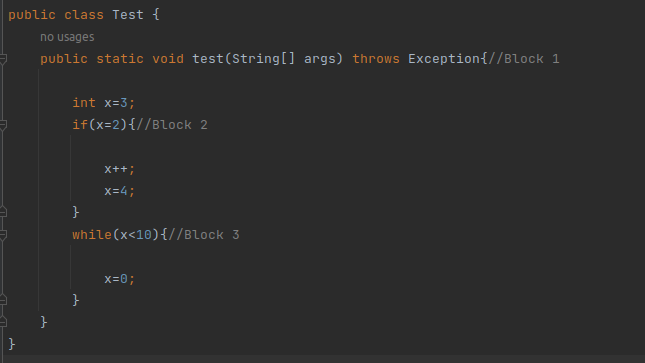 public class Test {
no usages
public static void test(String[] args) throws Exception{//Block 1
int x=3;
if(x=2){//Block 2
x++;
x=4;
}
while(x<10){//Block 3
x=0;
}
}
}